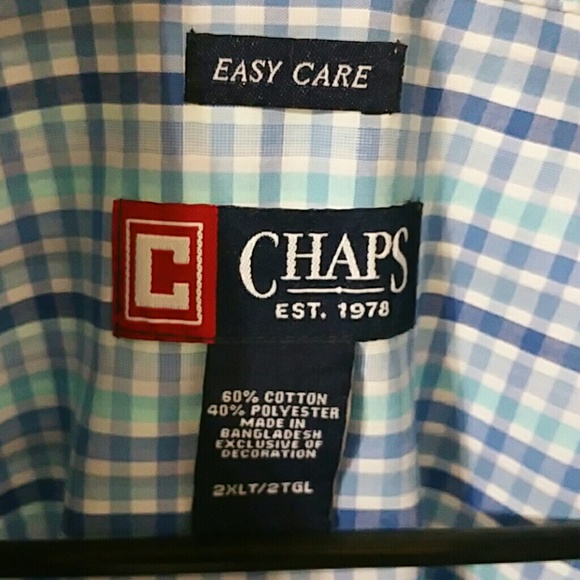 EASY CARE
C
CHAPS
EST. 1978
60% COTTON
40% POLYESTER
MADE IN
BANGLADESH
EXCLUSIVE OF
DECORATION
2XLT/2TGL